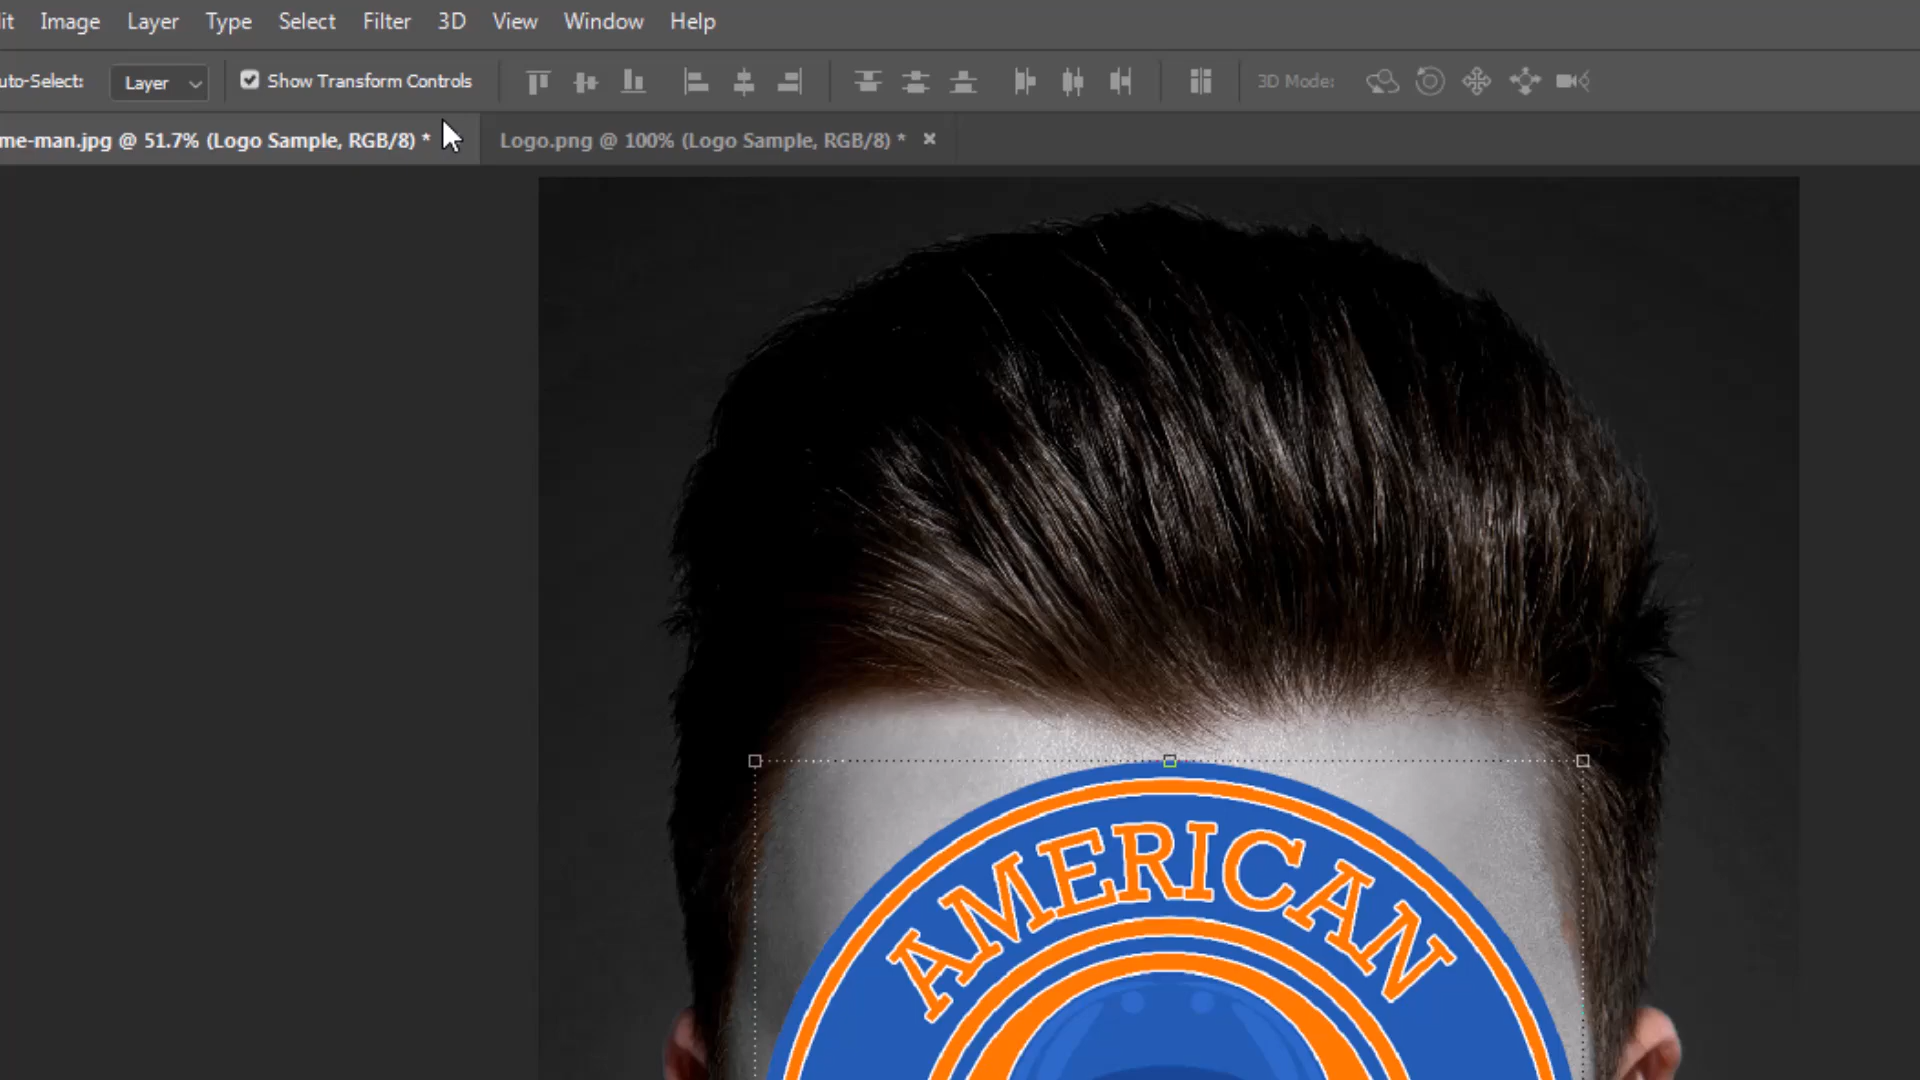 it Image Layer Type Select Filter 3D View Window Help
uto-Select: Layer Show Transform Controls 3D Mode:
me-man.jpg @ 51.7% (Logo Sample, RGB/8) * Logo.png @ 100% (Logo Sample, RGB/8) * ×
AMERICAN